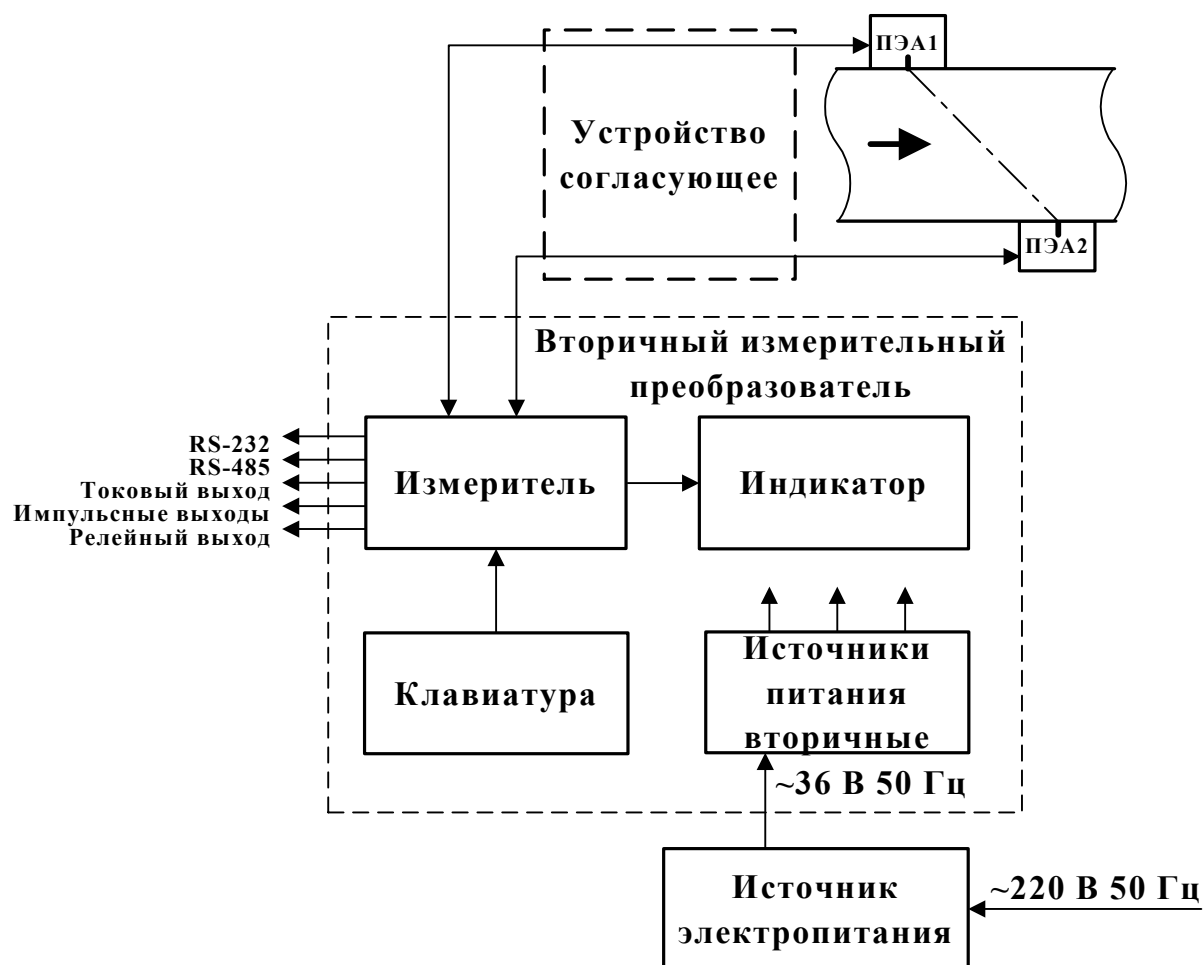 ПЭА1
Устройство
согласующее
ПЭА2
Вторичный измерительный
преобразователь
RS-232
RS-485
Токовый выход
Импульсные выходы
Релейный выход
Измеритель
Индикатор
Клавиатура
Источники
питания
вторичные
~36 В 50 Гц
Источник
электропитания
~220 В 50 Гц